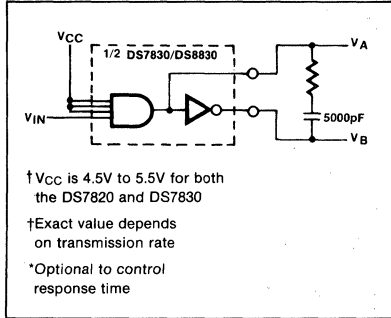 VCC
1/2 DS7830/DS8830
VA
VIN
5000pF
VB
†VCC is 4.5V to 5.5V for both
the DS7820 and DS7830
†Exact value depends
on transmission rate
*Optional to control
response time